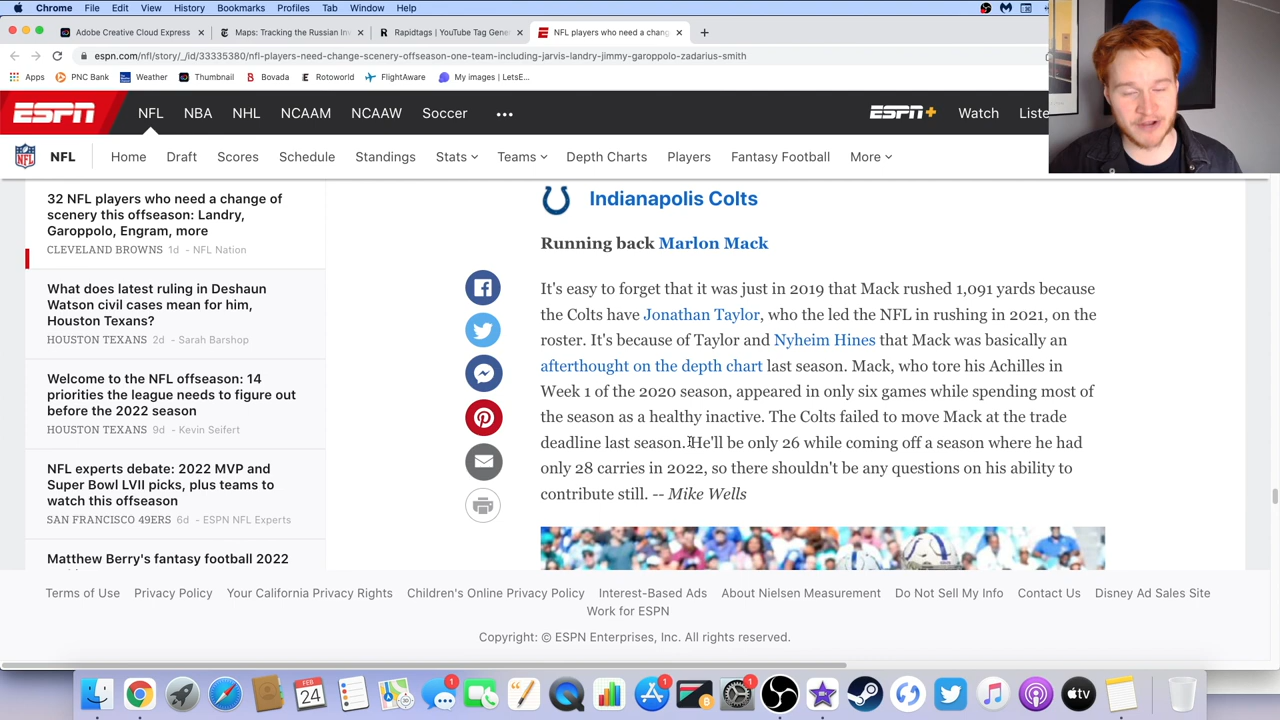 Chrome File Edit View History Bookmarks Profiles Tab Window Help
Adobe Creative Cloud Express × Maps: Tracking the Russian Inv × Rapidtags | YouTube Tag Gener × NFL players who need a chang × +
espn.com/nfl/story/_/id/33335380/nfl-players-need-change-scenery-offseason-one-team-including-jarvis-landry-jimmy-garoppolo-zadarius-smith
Apps PNC Bank Weather Thumbnail Bovada Rotoworld FlightAware My images | LetsE...
ESPN NFL NBA NHL NCAAM NCAAW Soccer ... ESPN+ Watch Liste
NFL Home Draft Scores Schedule Standings Stats Teams Depth Charts Players Fantasy Football More
32 NFL players who need a change of
scenery this offseason: Landry,
Garoppolo, Engram, more
CLEVELAND BROWNS 1d - NFL Nation
What does latest ruling in Deshaun
Watson civil cases mean for him,
Houston Texans?
HOUSTON TEXANS 2d - Sarah Barshop
Welcome to the NFL offseason: 14
priorities the league needs to figure out
before the 2022 season
HOUSTON TEXANS 9d - Kevin Seifert
NFL experts debate: 2022 MVP and
Super Bowl LVII picks, plus teams to
watch this offseason
SAN FRANCISCO 49ERS 6d - ESPN NFL Experts
Matthew Berry's fantasy football 2022
Indianapolis Colts
Running back Marlon Mack
It's easy to forget that it was just in 2019 that Mack rushed 1,091 yards because
the Colts have Jonathan Taylor, who the led the NFL in rushing in 2021, on the
roster. It's because of Taylor and Nyheim Hines that Mack was basically an
afterthought on the depth chart last season. Mack, who tore his Achilles in
Week 1 of the 2020 season, appeared in only six games while spending most of
the season as a healthy inactive. The Colts failed to move Mack at the trade
deadline last season. He'll be only 26 while coming off a season where he had
only 28 carries in 2022, so there shouldn't be any questions on his ability to
contribute still. -- Mike Wells
Terms of Use Privacy Policy Your California Privacy Rights Children's Online Privacy Policy Interest-Based Ads About Nielsen Measurement Do Not Sell My Info Contact Us Disney Ad Sales Site
Work for ESPN
Copyright: © ESPN Enterprises, Inc. All rights reserved.
FEB
24
1
1
1
tv